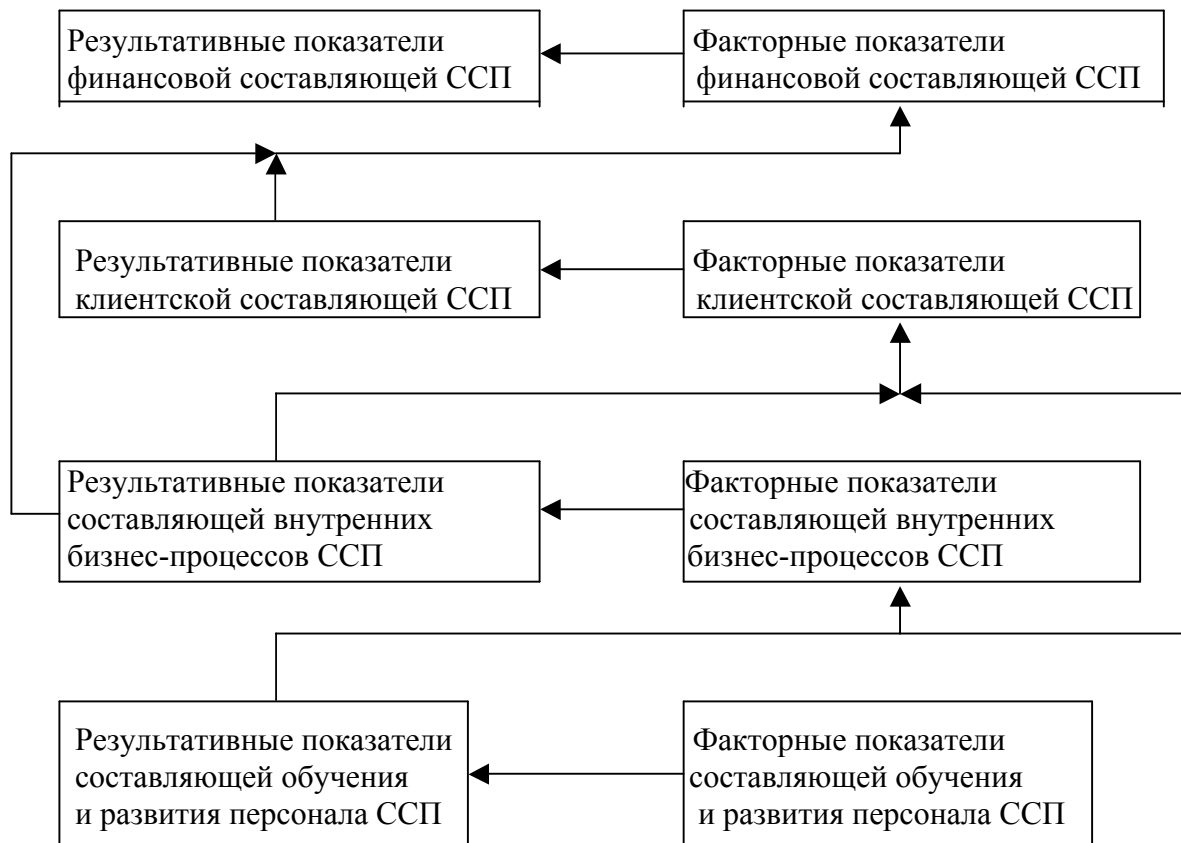 Результативные показатели
финансовой составляющей ССП
Факторные показатели
финансовой составляющей ССП
Результативные показатели
клиентской составляющей ССП
Факторные показатели
клиентской составляющей ССП
Результативные показатели
составляющей внутренних
бизнес-процессов ССП
Факторные показатели
составляющей внутренних
бизнес-процессов ССП
Результативные показатели
составляющей обучения
и развития персонала ССП
Факторные показатели
составляющей обучения
и развития персонала ССП